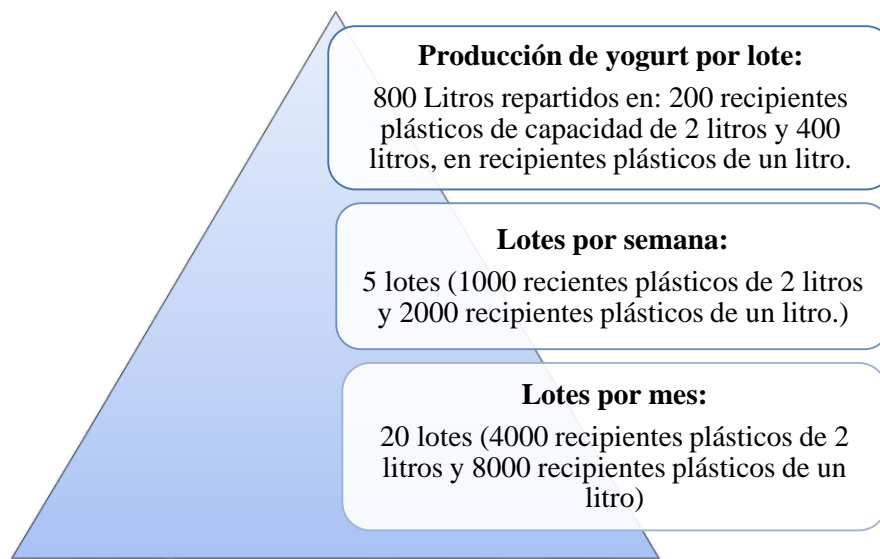 Producción de yogurt por lote:
800 Litros repartidos en: 200 recipientes
plásticos de capacidad de 2 litros y 400
litros, en recipientes plásticos de un litro.
Lotes por semana:
5 lotes (1000 recientes plásticos de 2 litros
y 2000 recipientes plásticos de un litro.)
Lotes por mes:
20 lotes (4000 recipientes plásticos de 2
litros y 8000 recipientes plásticos de un
litro)